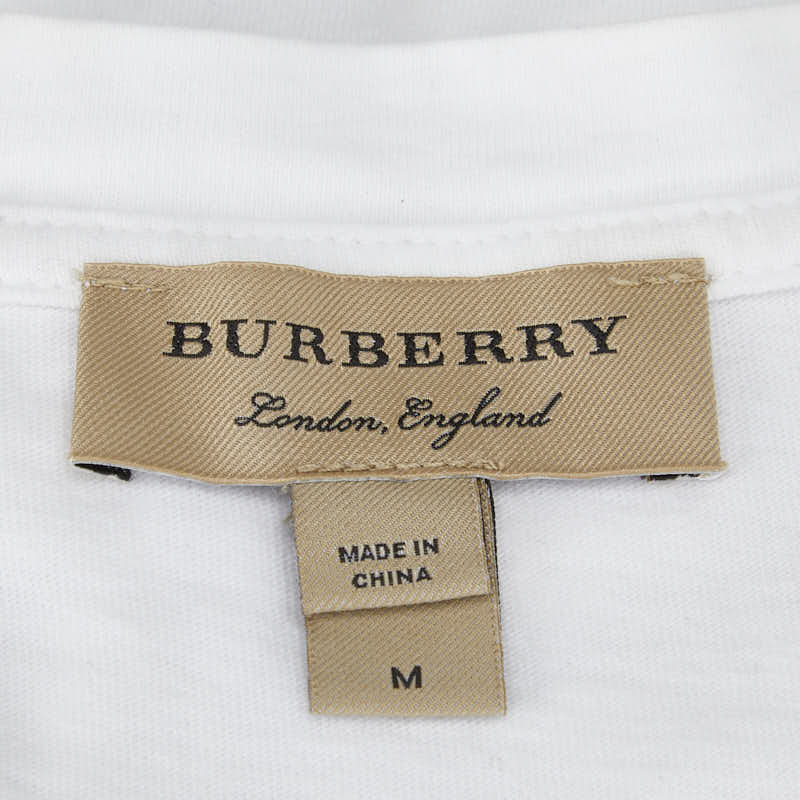 BURBERRY
London, England
MADE IN
CHINA
M